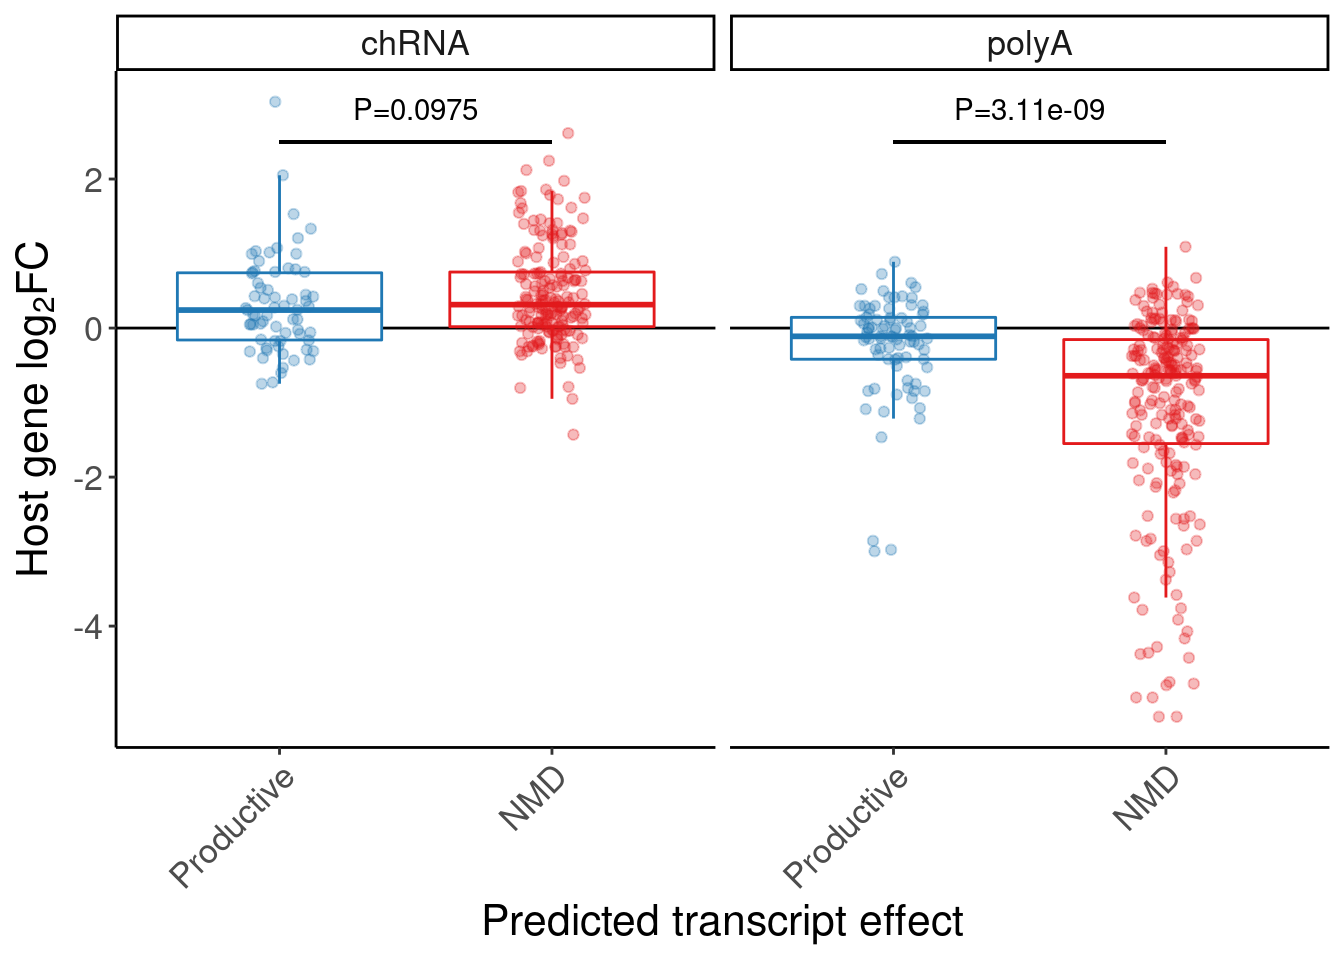 chRNA
polyA
P=0.0975
P=3.11e-09
Host gene log₂FC
2
0
-2
-4
Productive
NMD
Productive
NMD
Predicted transcript effect